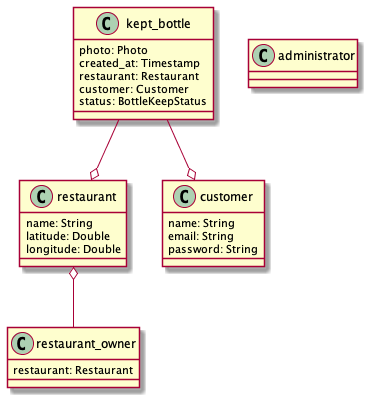 C kept_bottle
photo: Photo
created_at: Timestamp
restaurant: Restaurant
customer: Customer
status: BottleKeepStatus
C administrator
C restaurant
name: String
latitude: Double
longitude: Double
C customer
name: String
email: String
password: String
C restaurant_owner
restaurant: Restaurant